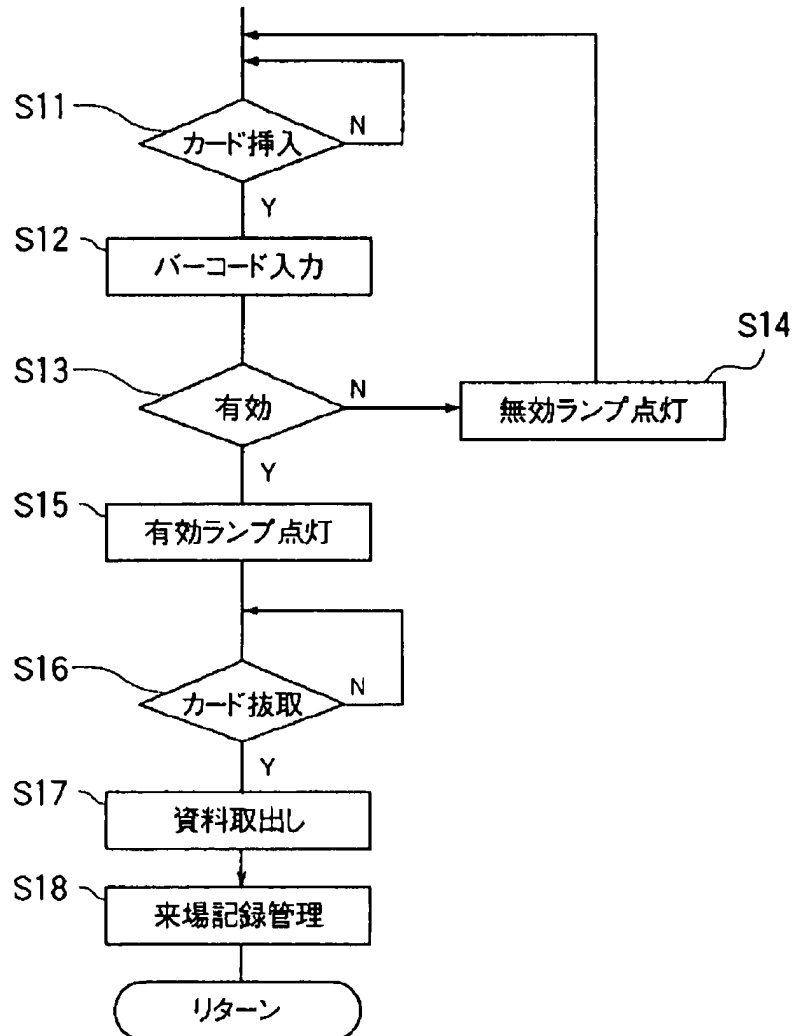 S11
カード挿入
N
Y
S12
バーコード入力
S13
有効
N
S14
無効ランプ点灯
Y
S15
有効ランプ点灯
S16
カード抜取
N
Y
S17
資料取出し
S18
来場記録管理
リターン